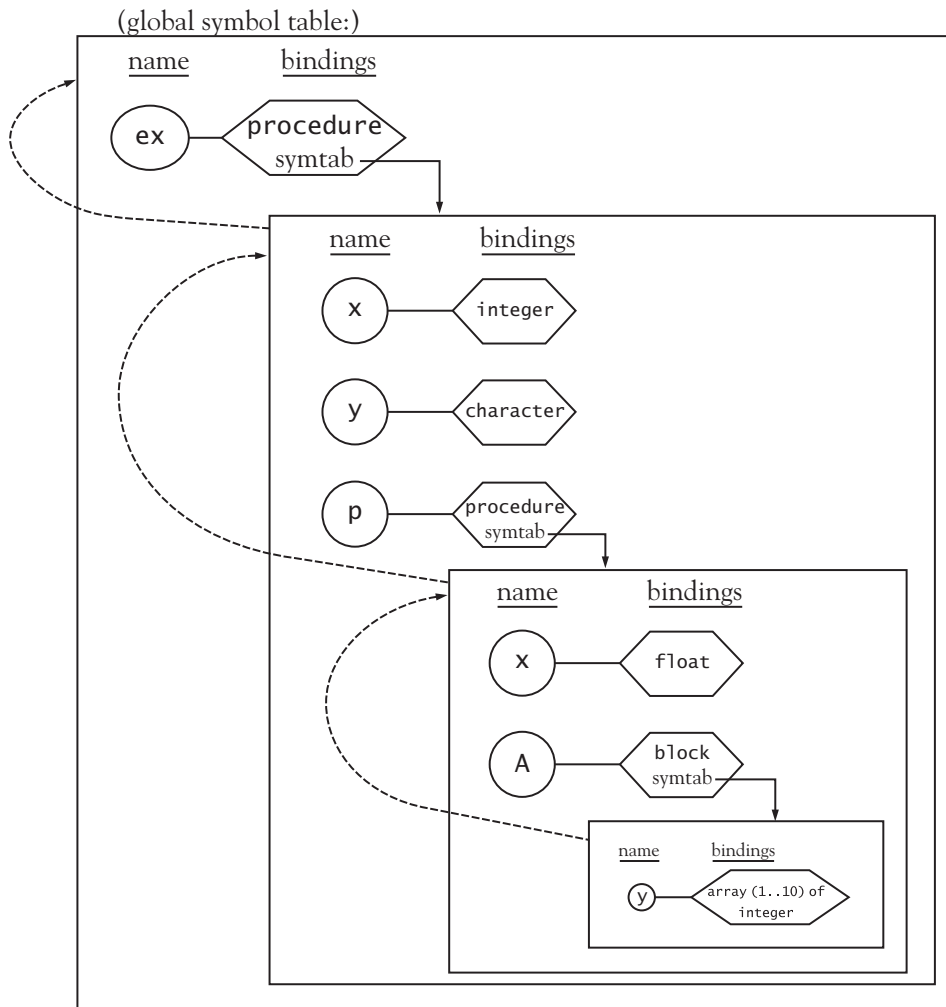 (global symbol table:)
name bindings
ex procedure
symtab
name bindings
x integer
y character
p procedure
symtab
name bindings
x float
A block
symtab
name bindings
y array (1..10) of
integer